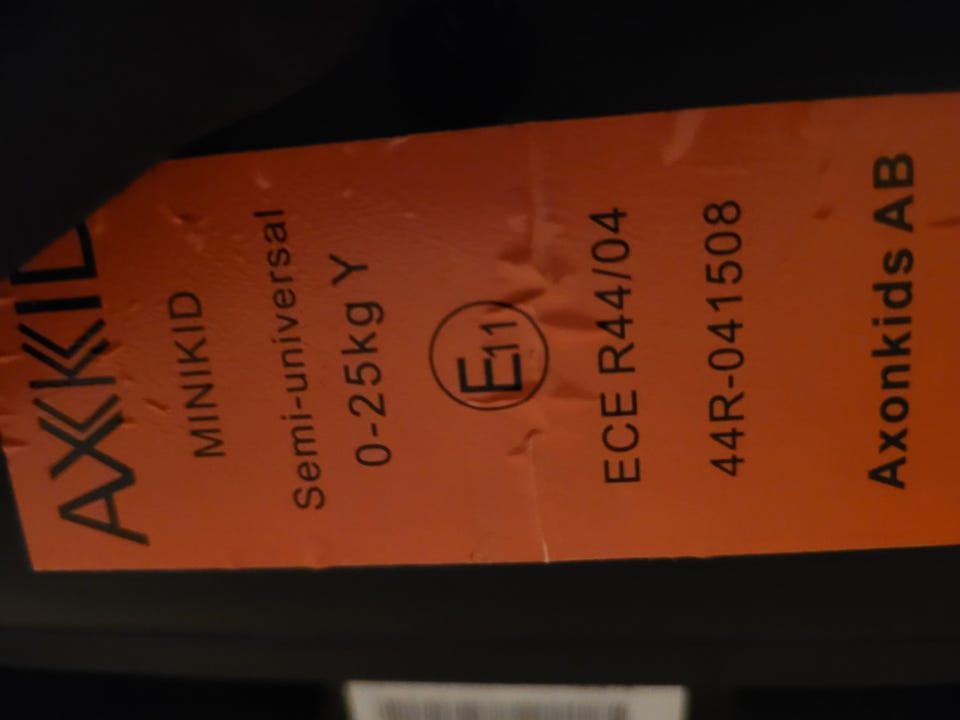 AXKID
MINIKID
Semi-universal
0-25kg Y
E11
ECE R44/04
44R-041508
Axonkids AB